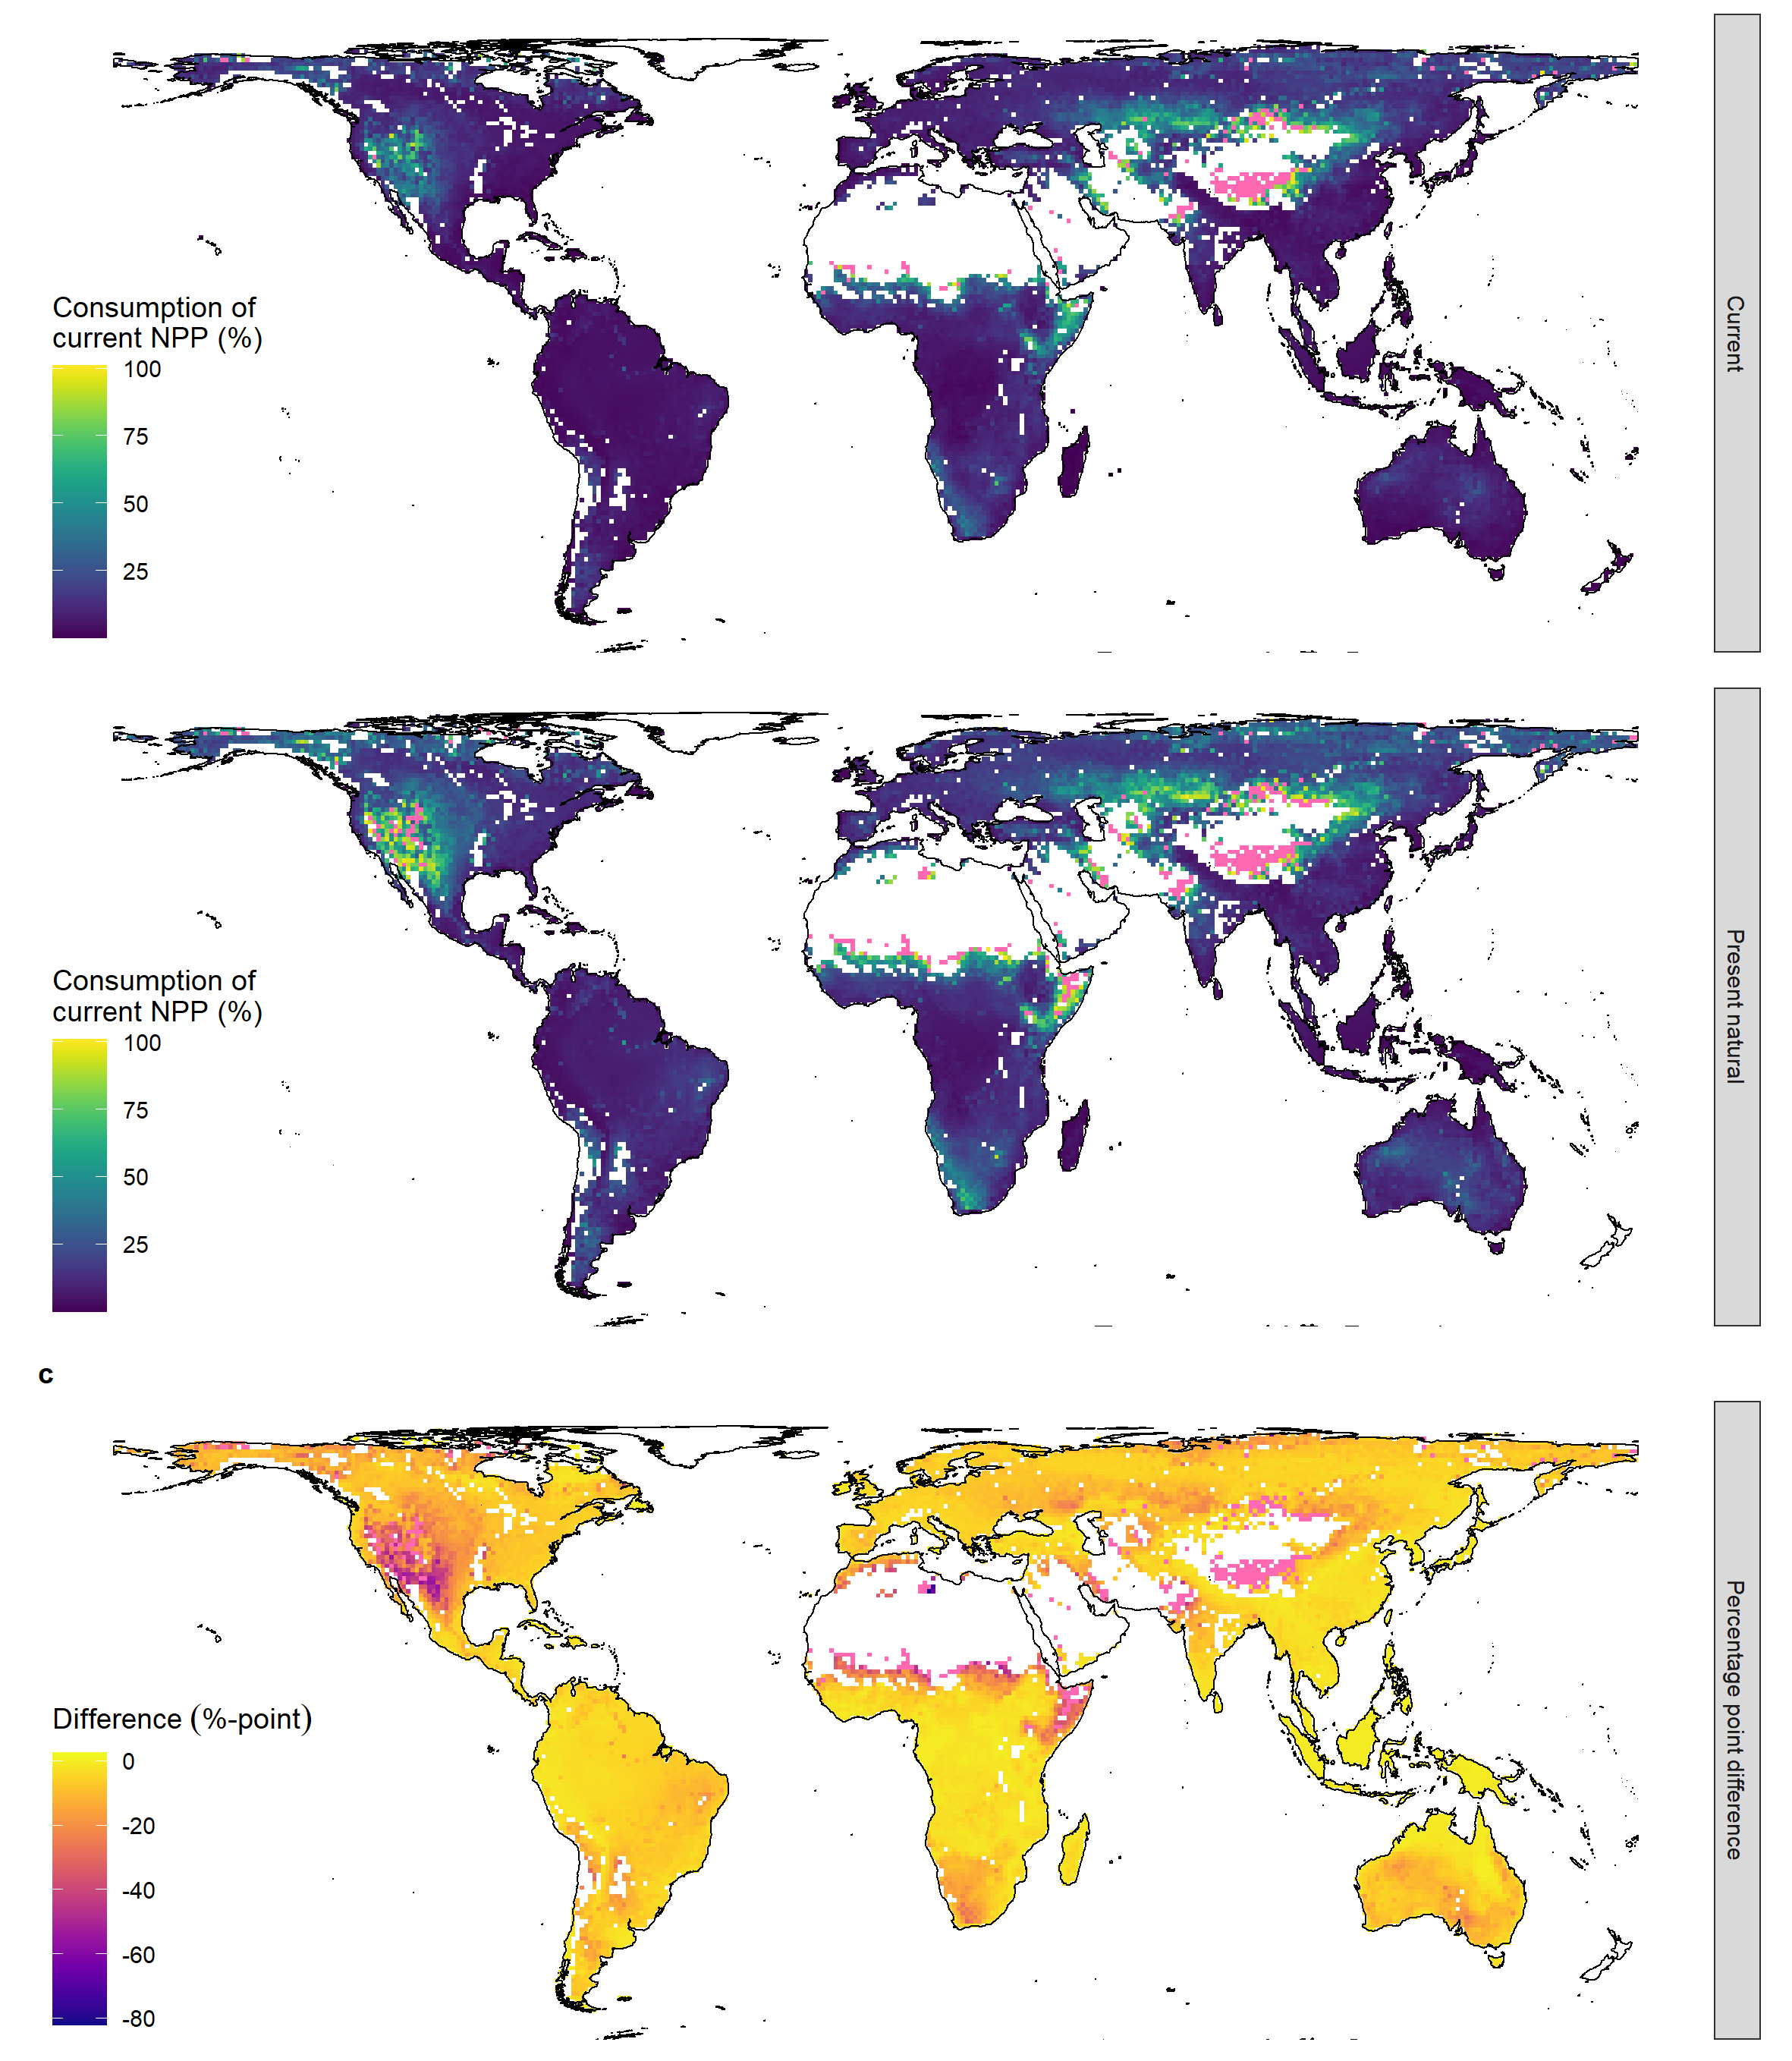 Current
Consumption of
current NPP (%)
100
75
50
25
Present natural
Consumption of
current NPP (%)
100
75
50
25
c
Percentage point difference
Difference (%-point)
0
-20
-40
-60
-80